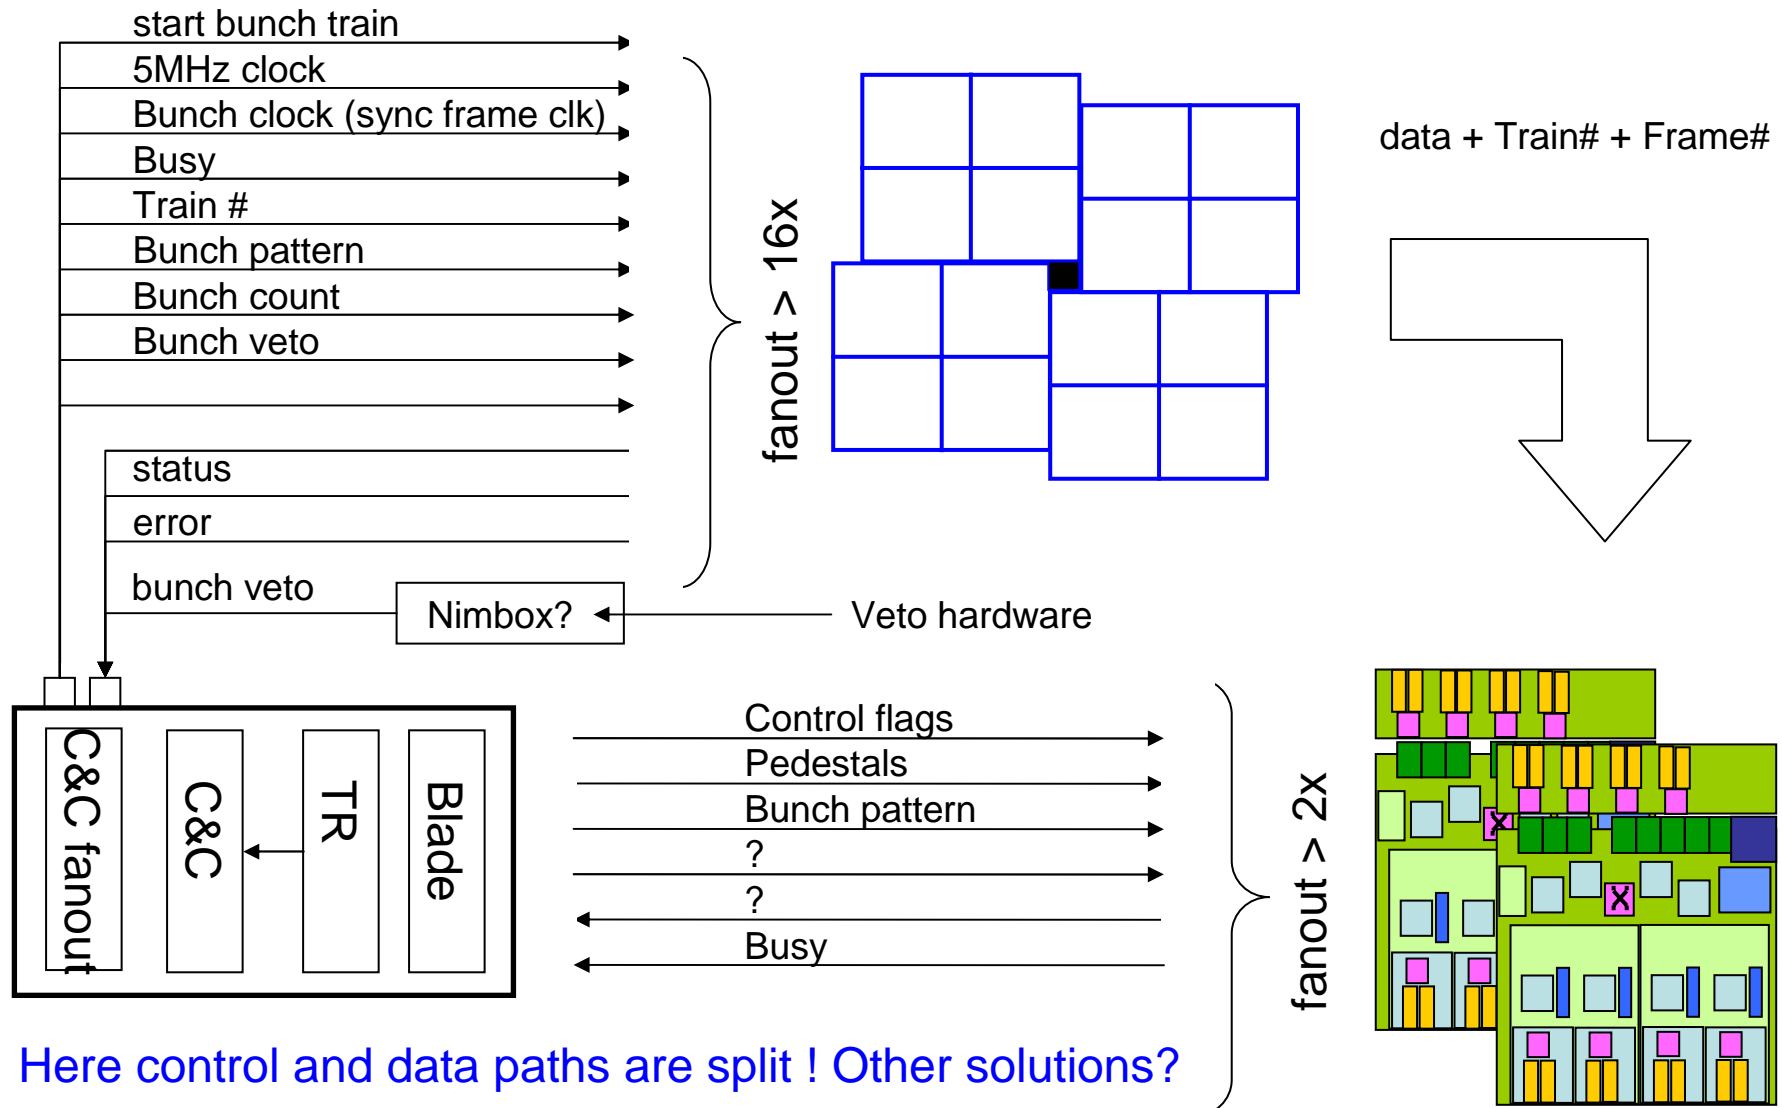 start bunch train
5MHz clock
Bunch clock (sync frame clk)
Busy
Train #
Bunch pattern
Bunch count
Bunch veto
status
error
bunch veto
Nimbox?
Veto hardware
fanout > 16x
data + Train# + Frame#
C&C fanout
C&C
TR
Blade
Control flags
Pedestals
Bunch pattern
?
?
Busy
fanout > 2x
X
X
Here control and data paths are split ! Other solutions?